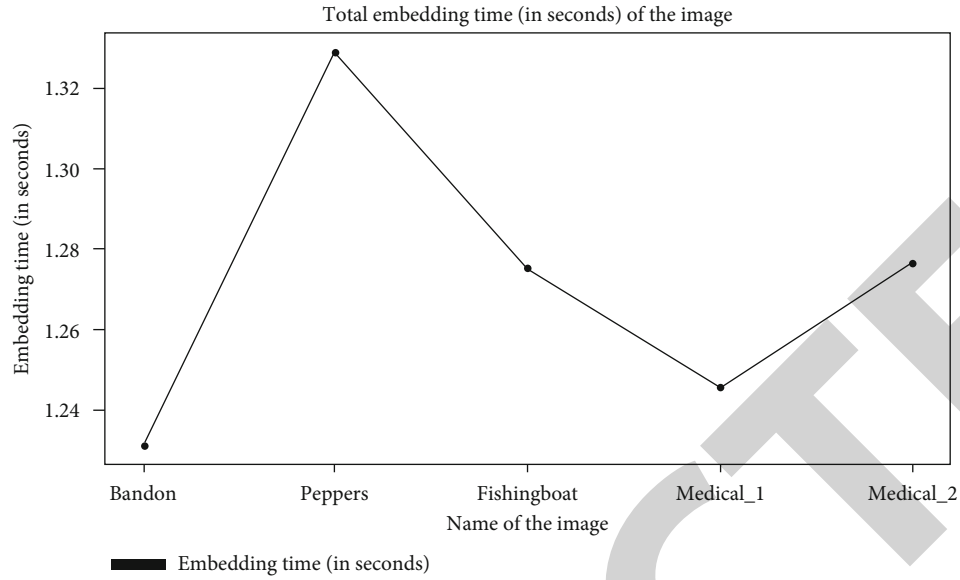 Total embedding time (in seconds) of the image
Embedding time (in seconds)
1.32
1.30
1.28
1.26
1.24
Bandon Peppers Fishingboat Medical_1 Medical_2
Name of the image
Embedding time (in seconds)